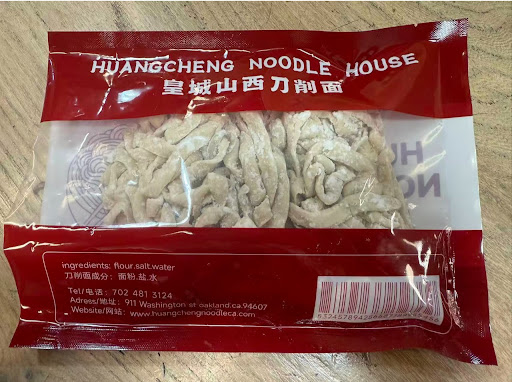 HUANGCHENG NOODLE HOUSE
皇城山西刀削面
HU
NO
ingredients: flour.salt.water
刀削面成分：面粉.盐.水
Tel/电话：702 481 3124
Adress/地址：911 Washington st oakland.ca.94607
Website/网站：www.huangchengnoodleca.com